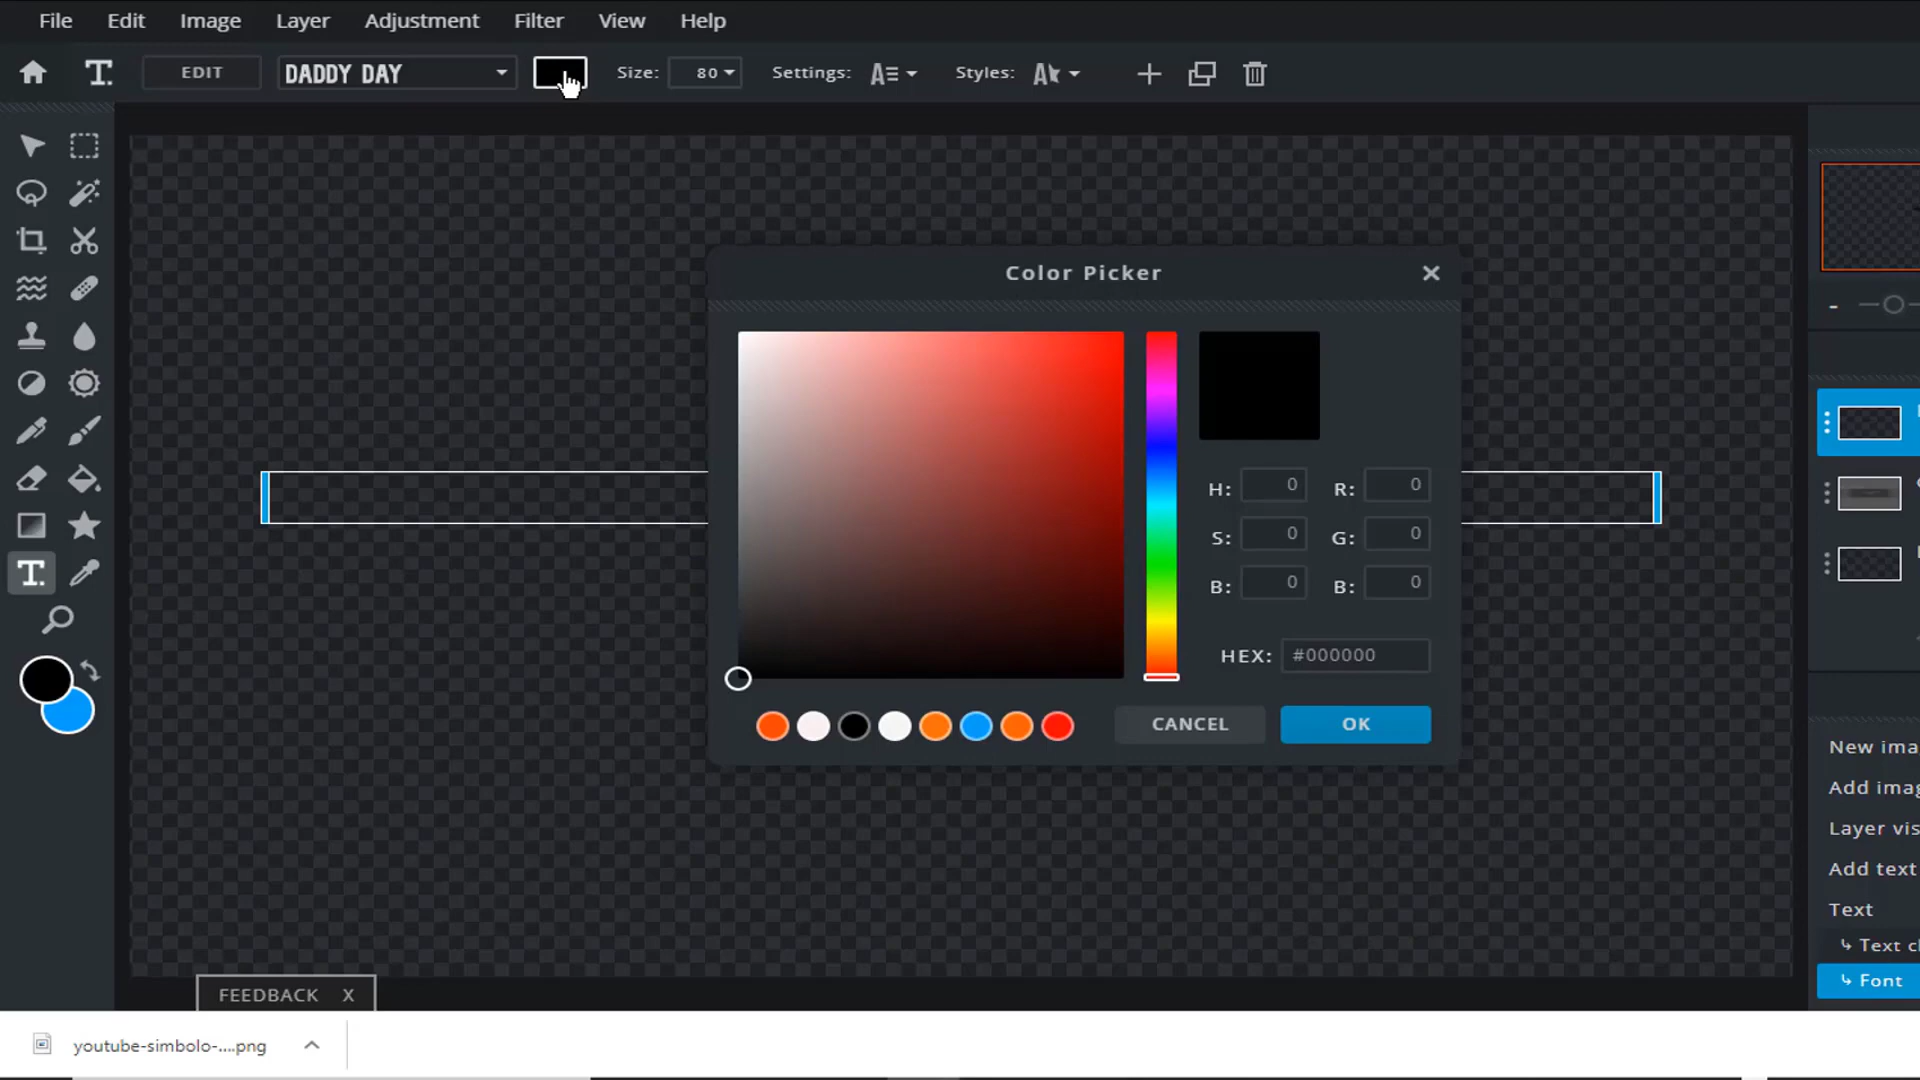 File Edit Image Layer Adjustment Filter View Help
EDIT DADDY DAY Size: 80 Settings: Styles:
Color Picker
H: 0 R: 0
S: 0 G: 0
B: 0 B: 0
HEX: #000000
CANCEL OK
New ima
Add imag
Layer vis
Add text
Text
Text cl
Font
FEEDBACK X
youtube-simbolo-....png